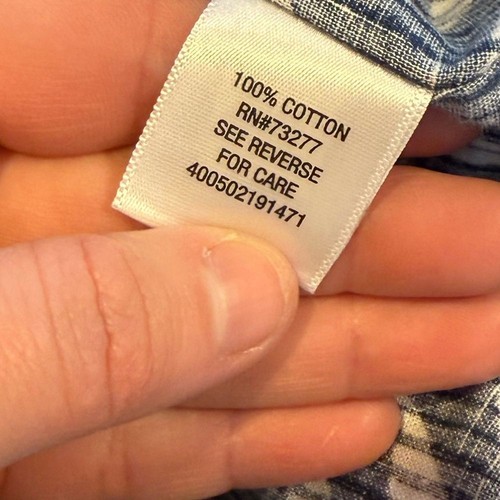 100% COTTON
RN#73277
SEE REVERSE
FOR CARE
400502191471